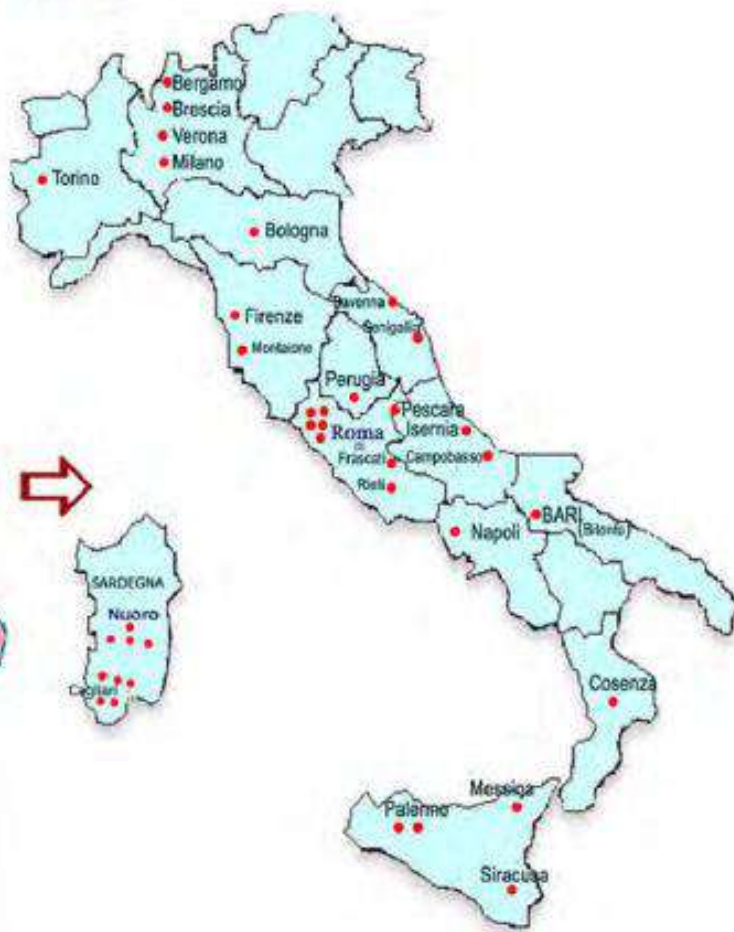 Bergamo
Brescia
Verona
Milano
Torino
Bologna
Firenze
Montaione
Senigallia
Perugia
Pescara
Isernia
Roma
Frascati
Campobasso
Rieti
BARI (Bitonto)
Napoli
SARDEGNA
Nuoro
Cagliari
Cosenza
Messina
Palermo
Siracusa